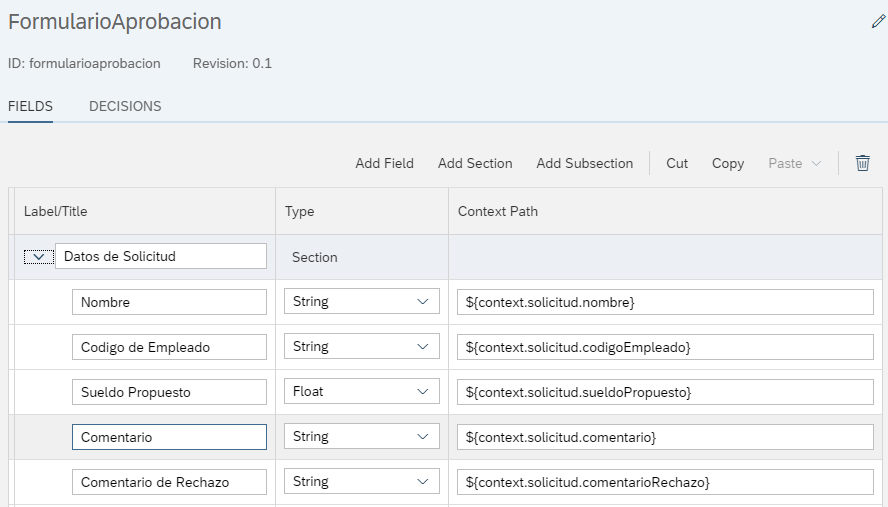 FormularioAprobacion
ID: formularioaprobacion Revision: 0.1
FIELDS DECISIONS
Add Field Add Section Add Subsection Cut Copy Paste
Label/Title Type Context Path
Datos de Solicitud Section
Nombre String ${context.solicitud.nombre}
Codigo de Empleado String ${context.solicitud.codigoEmpleado}
Sueldo Propuesto Float ${context.solicitud.sueldoPropuesto}
Comentario String ${context.solicitud.comentario}
Comentario de Rechazo String ${context.solicitud.comentarioRechazo}